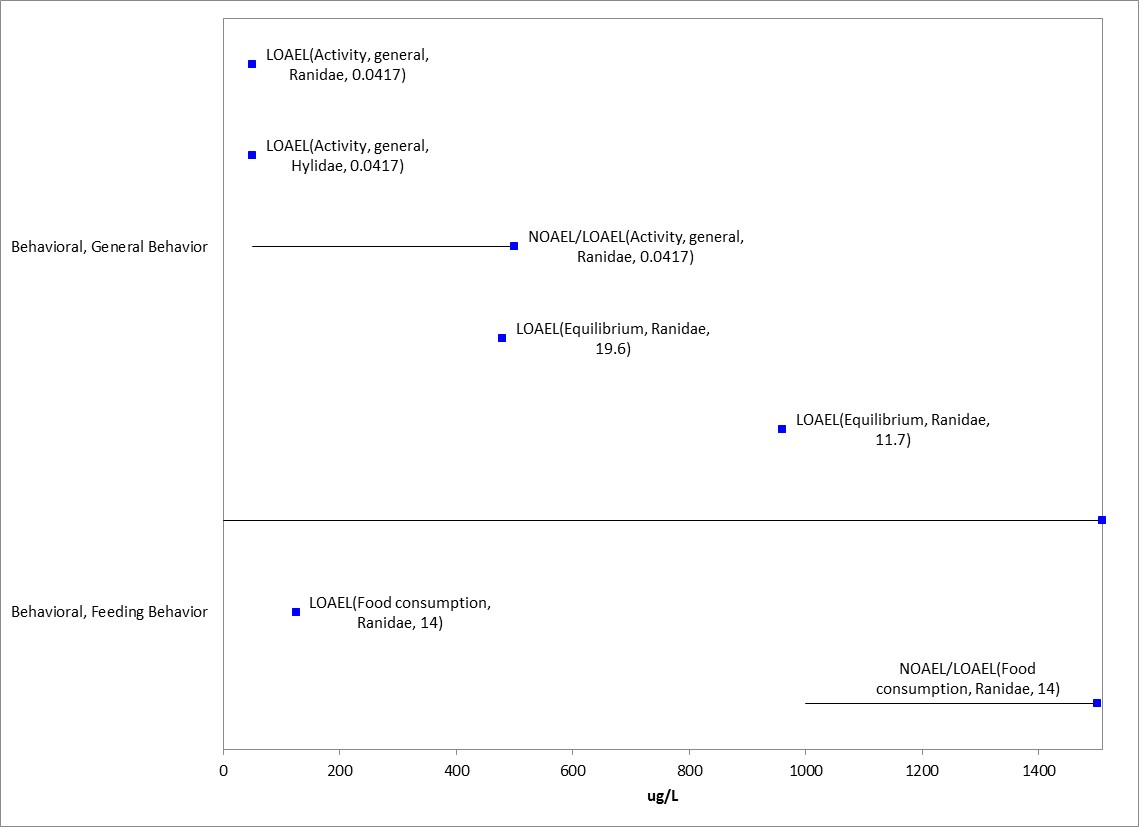 LOAEL(Activity, general,
Ranidae, 0.0417)
LOAEL(Activity, general,
Hylidae, 0.0417)
Behavioral, General Behavior
NOAEL/LOAEL(Activity, general,
Ranidae, 0.0417)
LOAEL(Equilibrium, Ranidae,
19.6)
LOAEL(Equilibrium, Ranidae,
11.7)
Behavioral, Feeding Behavior
LOAEL(Food consumption,
Ranidae, 14)
NOAEL/LOAEL(Food
consumption, Ranidae, 14)
0 200 400 600 800 1000 1200 1400
ug/L